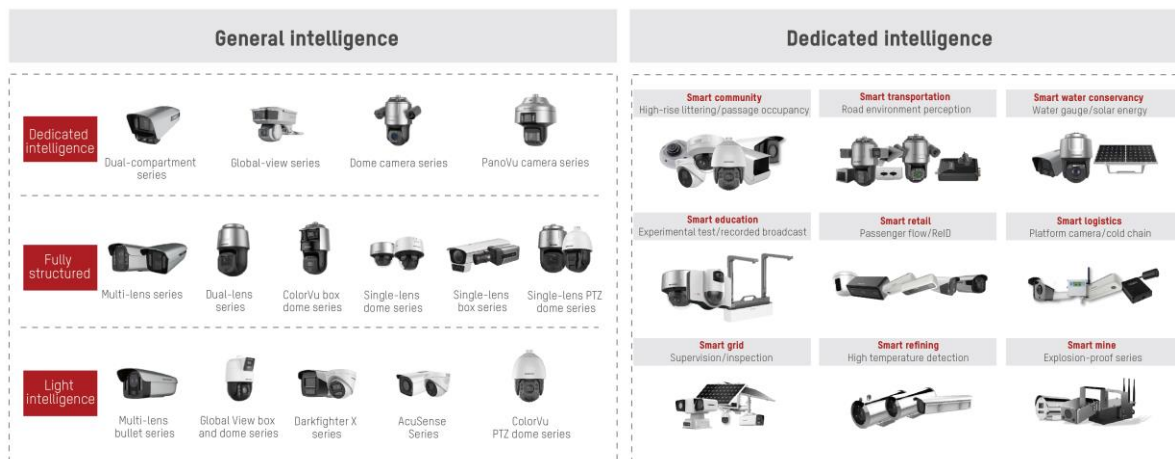 General intelligence
Dedicated
intelligence
Dual-compartment
series
Global-view series
Dome camera series
PanoVu camera series
Fully
structured
Multi-lens series
Dual-lens
series
ColorVu box
dome series
Single-lens
dome series
Single-lens
box series
Single-lens PTZ
dome series
Light
intelligence
Multi-lens
bullet series
Global View box
and dome series
Darkfighter X
series
AcuSense
Series
ColorVu
PTZ dome series
Dedicated intelligence
Smart community
High-rise littering/passage occupancy
Smart transportation
Road environment perception
Smart water conservancy
Water gauge/solar energy
Smart education
Experimental test/recorded broadcast
Smart retail
Passenger flow/ReID
Smart logistics
Platform camera/cold chain
Smart grid
Supervision/inspection
Smart refining
High temperature detection
Smart mine
Explosion-proof series